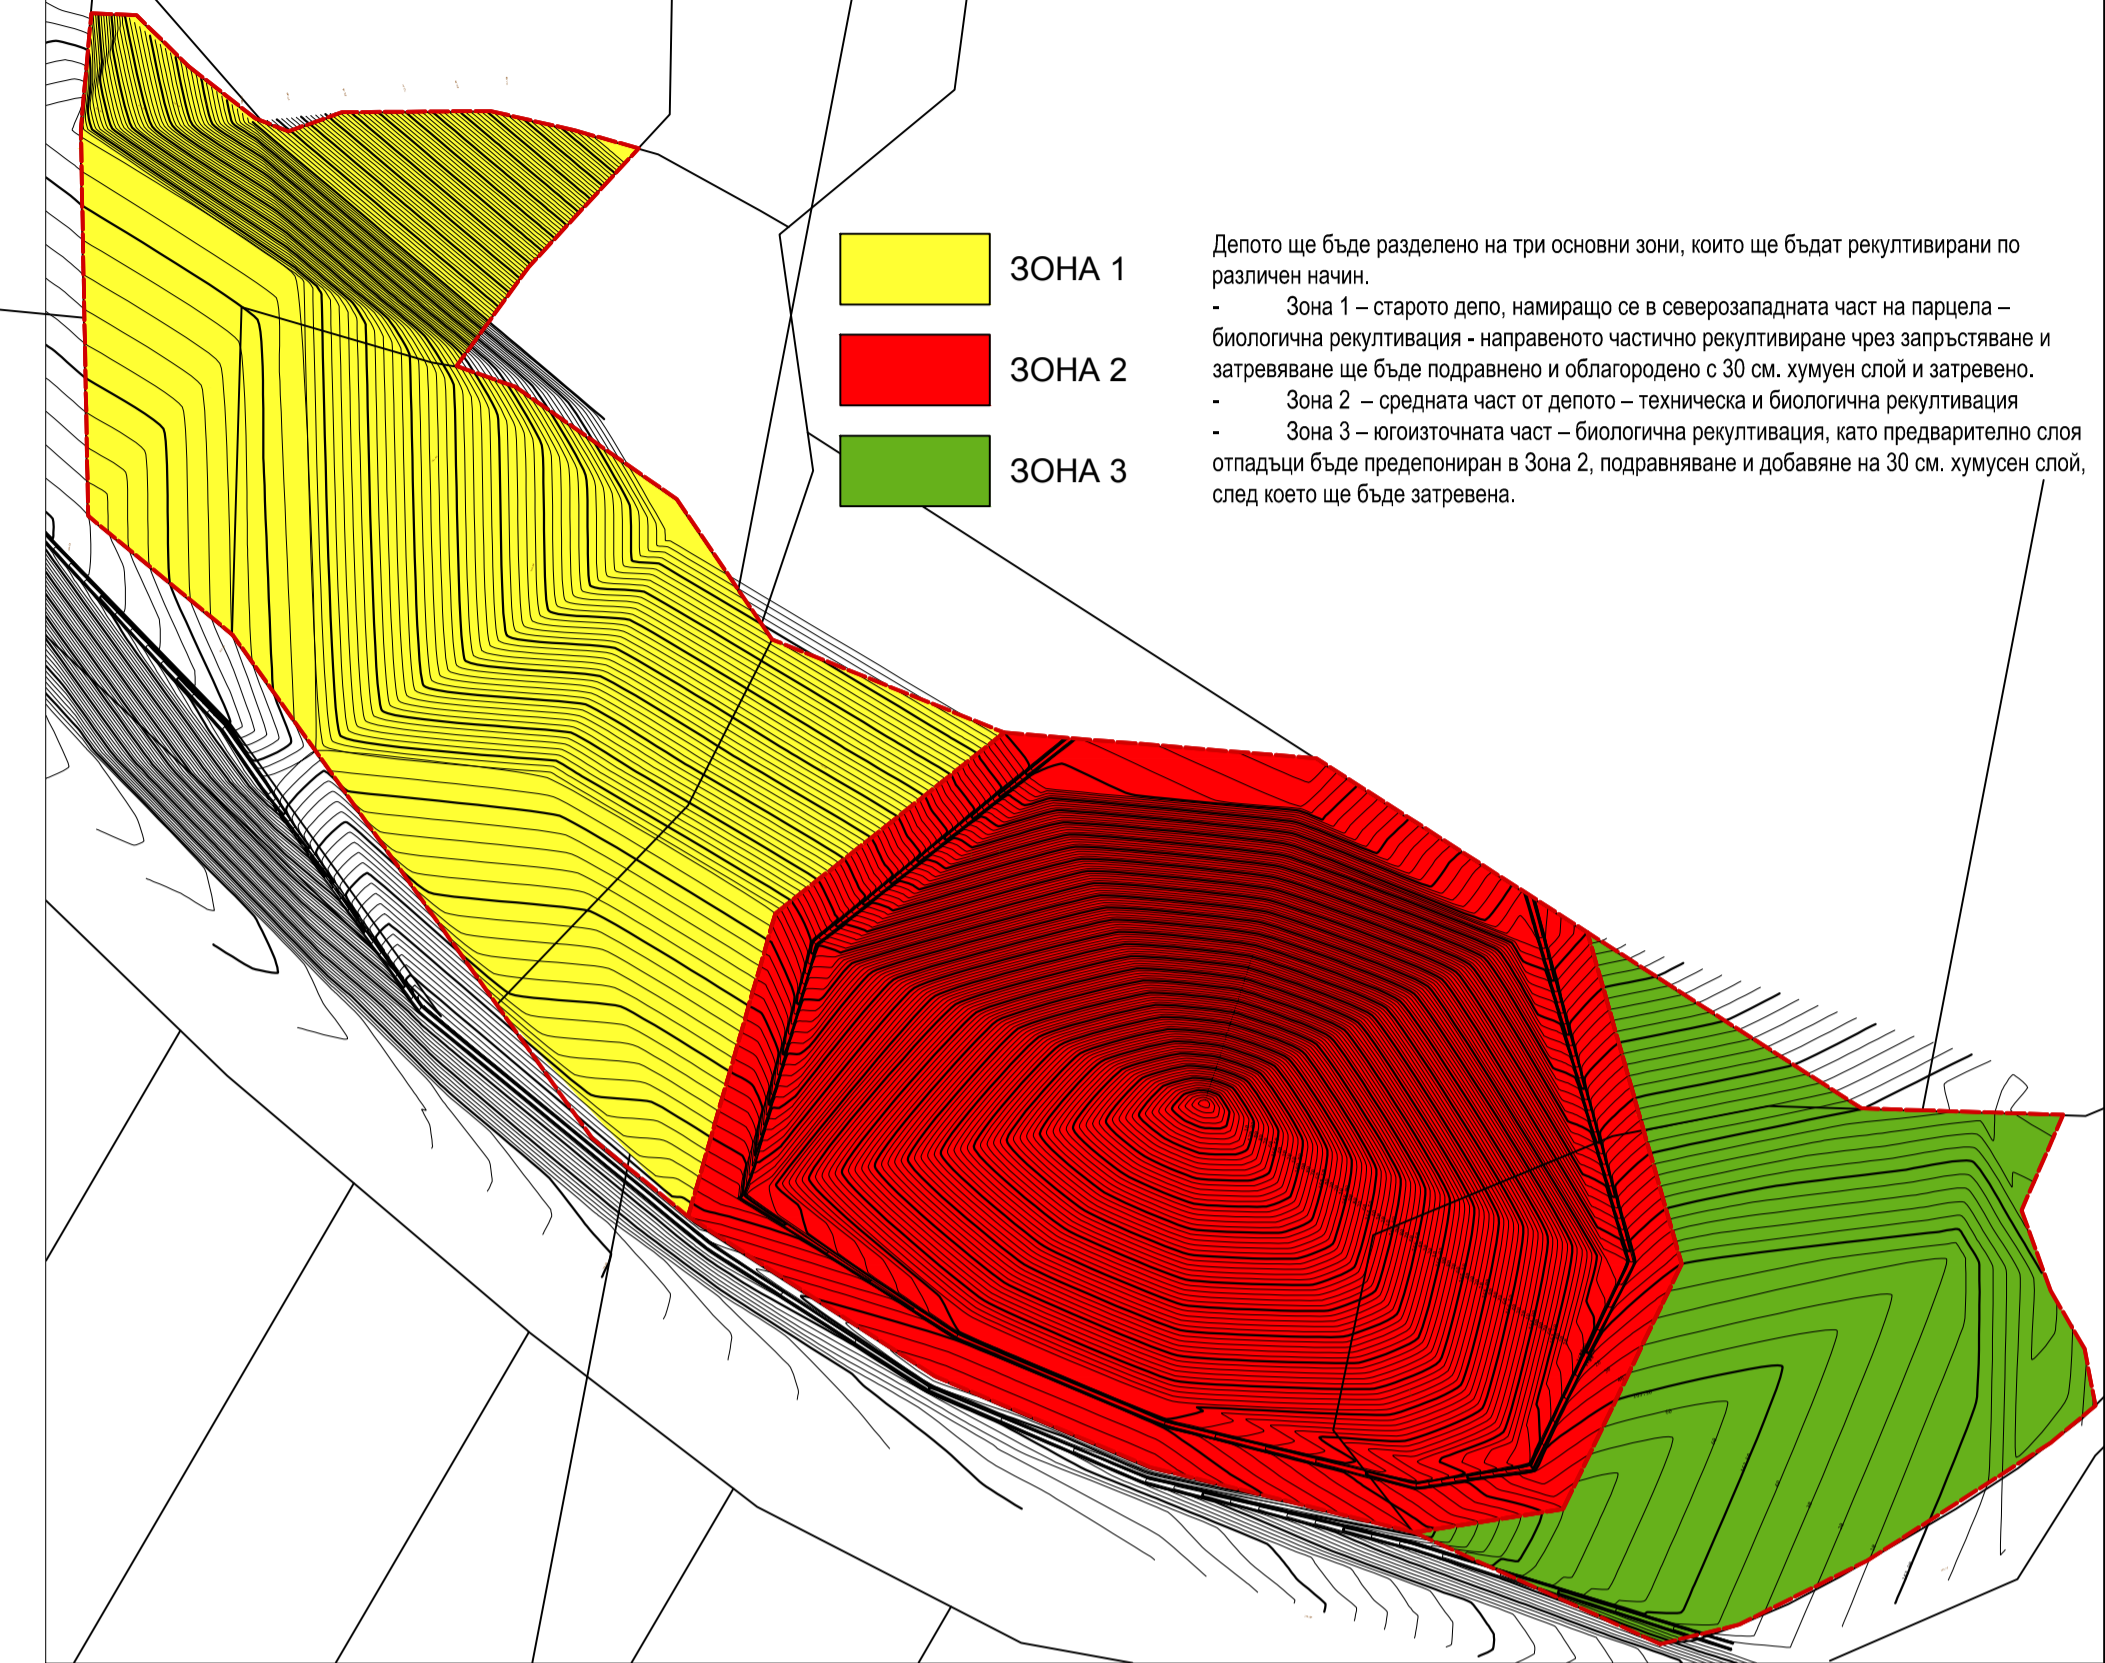 ЗОНА 1
ЗОНА 2
ЗОНА 3
Депото ще бъде разделено на три основни зони, които ще бъдат рекултивирани по
различен начин.
- Зона 1 – старото депо, намиращо се в северозападната част на парцела –
биологична рекултивация - направеното частично рекултивиране чрез запръстяване и
затревяване ще бъде подравнено и облагородено с 30 см. хумуен слой и затревено.
- Зона 2 – средната част от депото – техническа и биологична рекултивация
- Зона 3 – югоизточната част – биологична рекултивация, като предварително слоя
отпадъци бъде предепониран в Зона 2, подравняване и добавяне на 30 см. хумусен слой,
след което ще бъде затревена.